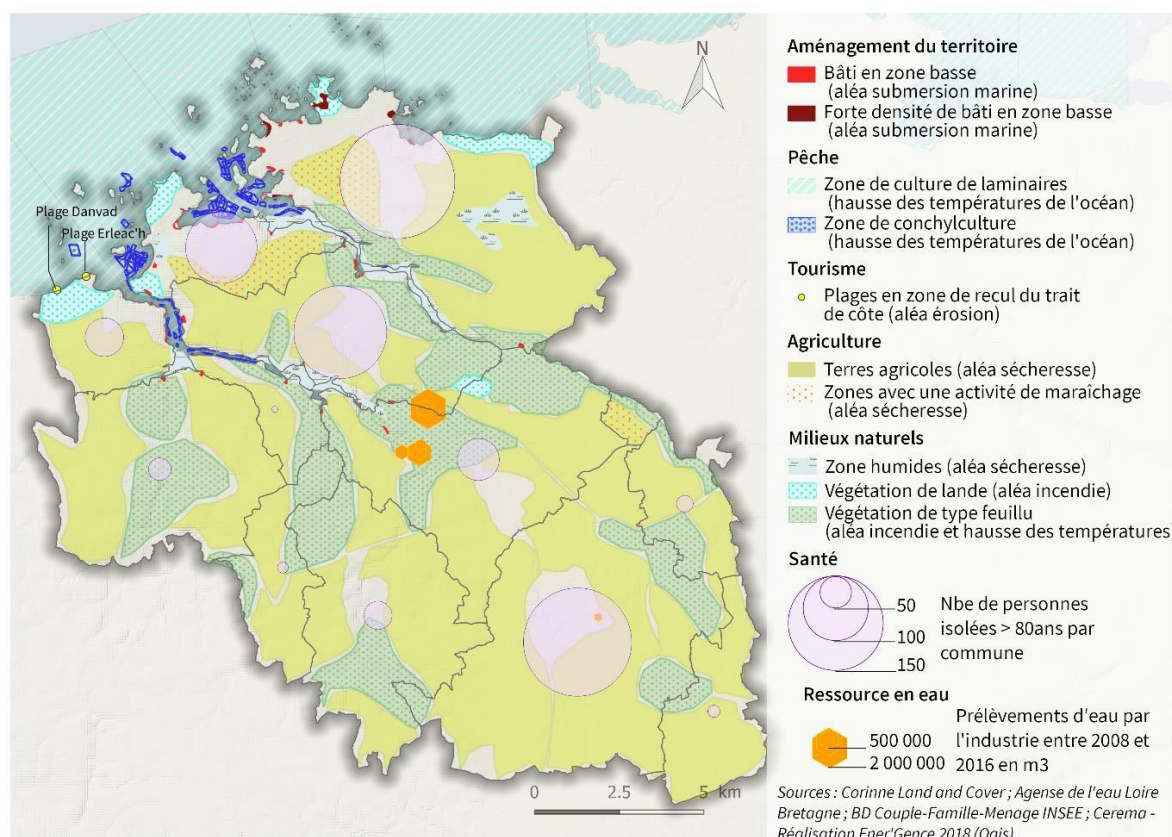 N
Plage Danvad
Plage Erleac'h
0 2.5 5 km
Aménagement du territoire
Bâti en zone basse
(aléa submersion marine)
Forte densité de bâti en zone basse
(aléa submersion marine)
Pêche
Zone de culture de laminaires
(hausse des températures de l'océan)
Zone de conchylculture
(hausse des températures de l'océan)
Tourisme
Plages en zone de recul du trait
de côte (aléa érosion)
Agriculture
Terres agricoles (aléa sécheresse)
Zones avec une activité de maraîchage
(aléa sécheresse)
Milieux naturels
Zone humides (aléa sécheresse)
Végétation de lande (aléa incendie)
Végétation de type feuillu
(aléa incendie et hausse des températures)
Santé
50
100
150
Nbe de personnes
isolées > 80ans par
commune
Ressource en eau
500 000
2 000 000
Prélèvements d'eau par
l'industrie entre 2008 et
2016 en m3
Sources : Corinne Land and Cover ; Agense de l'eau Loire
Bretagne ; BD Couple-Famille-Menage INSEE ; Cerema -
Réalisation Ener'Gence 2018 (Qgis)